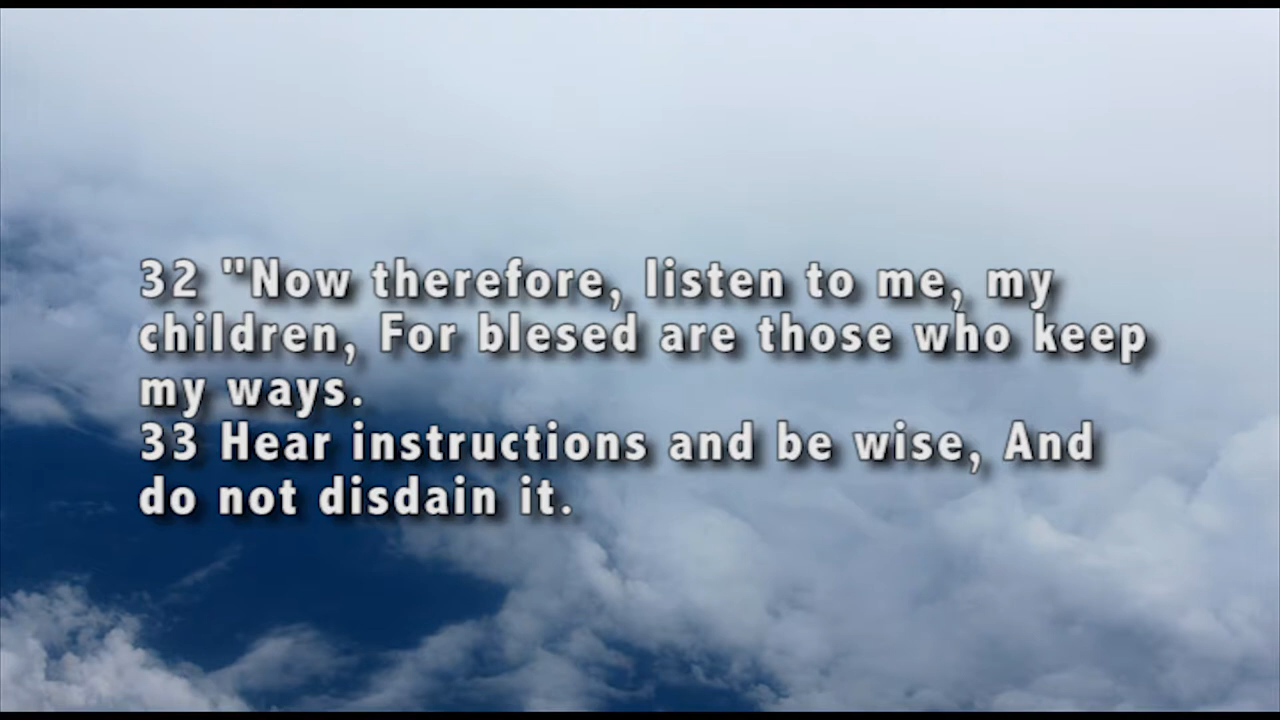 32 "Now therefore, listen to me, my
children, For blesed are those who keep
my ways.
33 Hear instructions and be wise, And
do not disdain it.